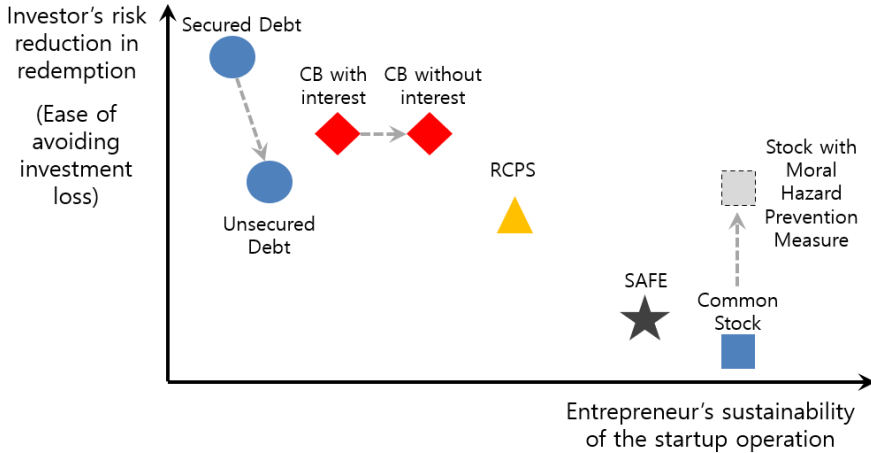 Investor's risk
reduction in
redemption
(Ease of
avoiding
investment
loss)
Secured Debt
Unsecured
Debt
CB with
interest
CB without
interest
RCPS
SAFE
Common
Stock
Stock with
Moral
Hazard
Prevention
Measure
Entrepreneur's sustainability
of the startup operation